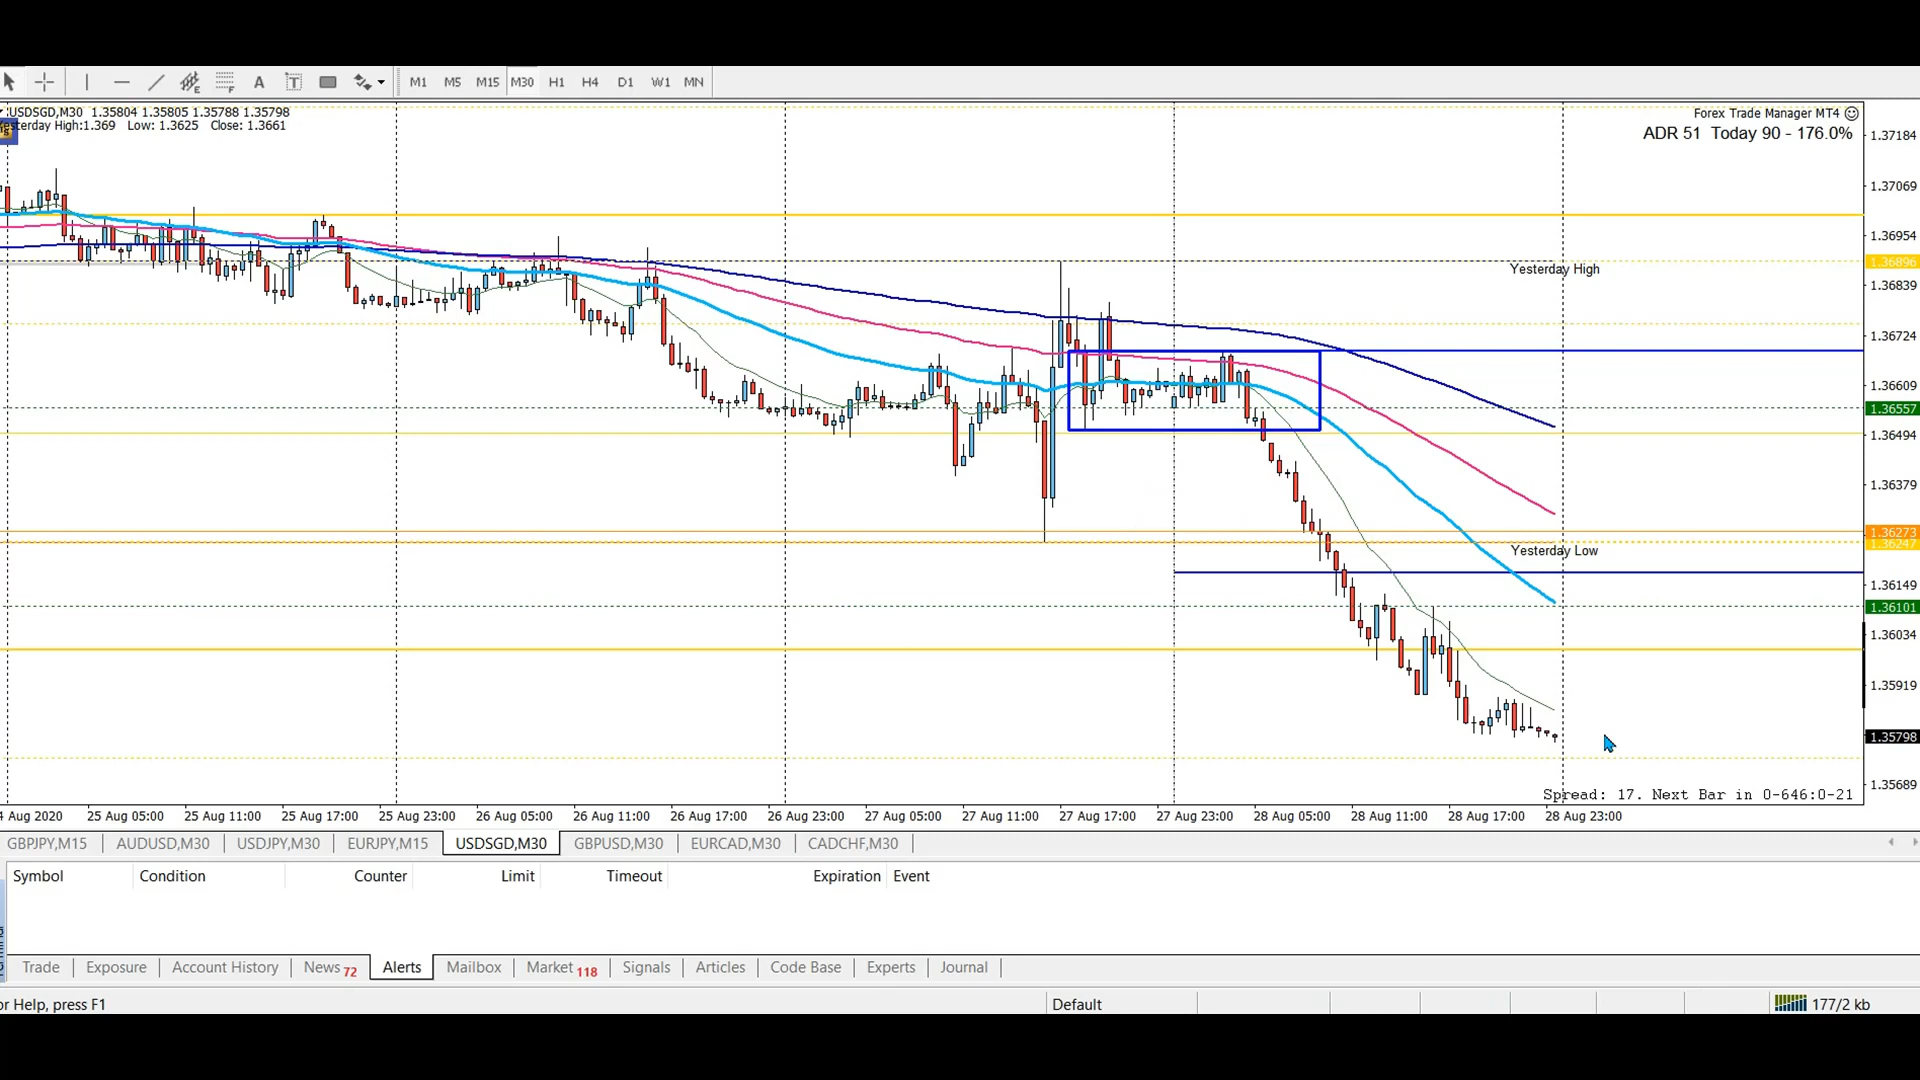 M1 M5 M15 M30 H1 H4 D1 W1 MN
USDSGD,M30 1.35804 1.35805 1.35788 1.35798
Yesterday High:1.369 Low: 1.3625 Close: 1.3661
Forex Trade Manager MT4
ADR 51 Today 90 - 176.0%
1.37184
1.37069
1.36954
1.36896
Yesterday High
1.36839
1.36724
1.36609
1.36557
1.36494
1.36379
1.36273
1.36247
Yesterday Low
1.36149
1.36101
1.36034
1.35919
1.35798
1.35689
Spread: 17. Next Bar in 0-646:0-21
4 Aug 2020 25 Aug 05:00 25 Aug 11:00 25 Aug 17:00 25 Aug 23:00 26 Aug 05:00 26 Aug 11:00 26 Aug 17:00 26 Aug 23:00 27 Aug 05:00 27 Aug 11:00 27 Aug 17:00 27 Aug 23:00 28 Aug 05:00 28 Aug 11:00 28 Aug 17:00 28 Aug 23:00
GBPJPY,M15 AUDUSD,M30 USDJPY,M30 EURJPY,M15 USDSGD,M30 GBPUSD,M30 EURCAD,M30 CADCHF,M30
Symbol Condition Counter Limit Timeout Expiration Event
Trade Exposure Account History News 72 Alerts Mailbox Market 118 Signals Articles Code Base Experts Journal
or Help, press F1 Default 177/2 kb